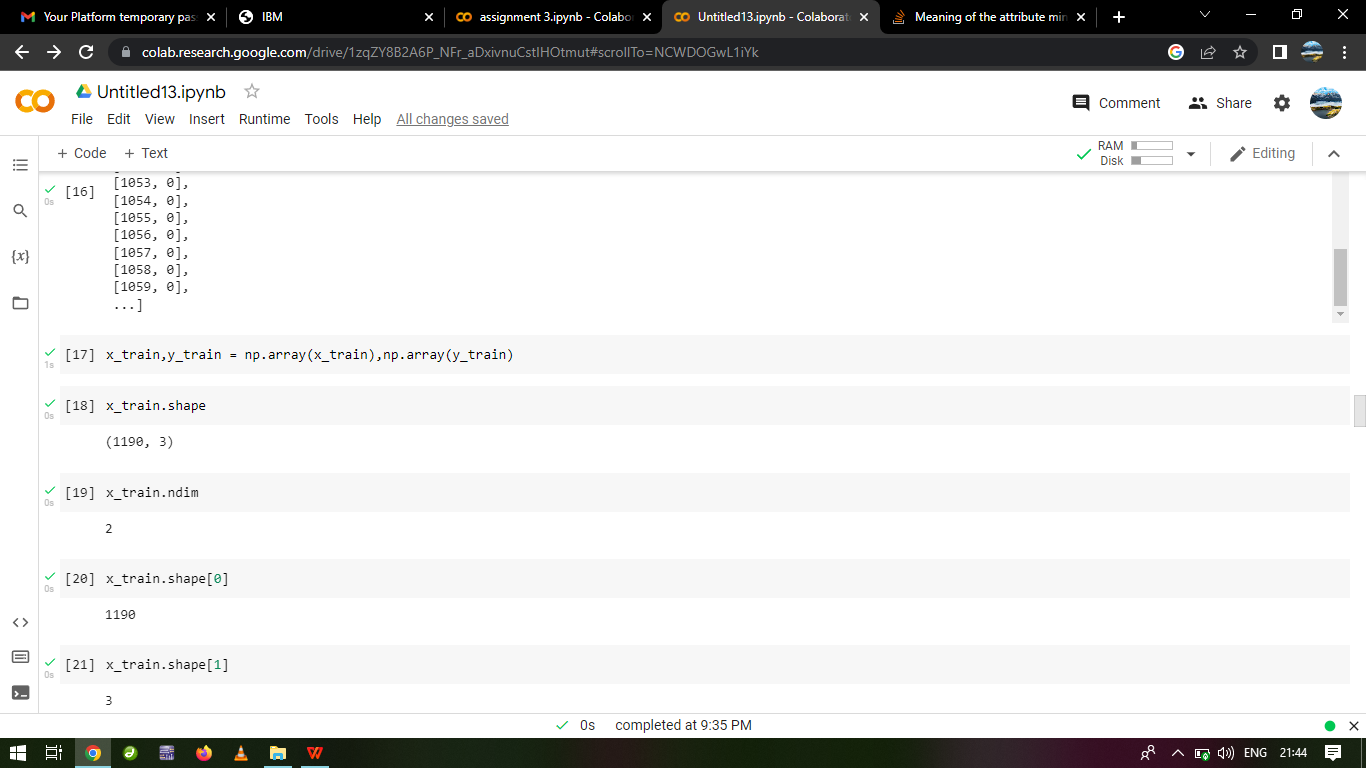 Your Platform temporary pas
IBM
assignment 3.ipynb - Colabo
Untitled13.ipynb - Colaborat
Meaning of the attribute min
colab.research.google.com/drive/1zqZY8B2A6P_NFr_aDxivnuCstIHOtmut#scrollTo=NCWDOGwL1iYk
Untitled13.ipynb
File Edit View Insert Runtime Tools Help All changes saved
Comment Share
+ Code + Text
RAM
Disk
Editing
[16]
0s
[1053, 0],
[1054, 0],
[1055, 0],
[1056, 0],
[1057, 0],
[1058, 0],
[1059, 0],
...]
[17] x_train,y_train = np.array(x_train),np.array(y_train)
1s
[18] x_train.shape
0s
(1190, 3)
[19] x_train.ndim
0s
2
[20] x_train.shape[0]
0s
1190
[21] x_train.shape[1]
0s
3
{x}
0s completed at 9:35 PM
ENG 21:44